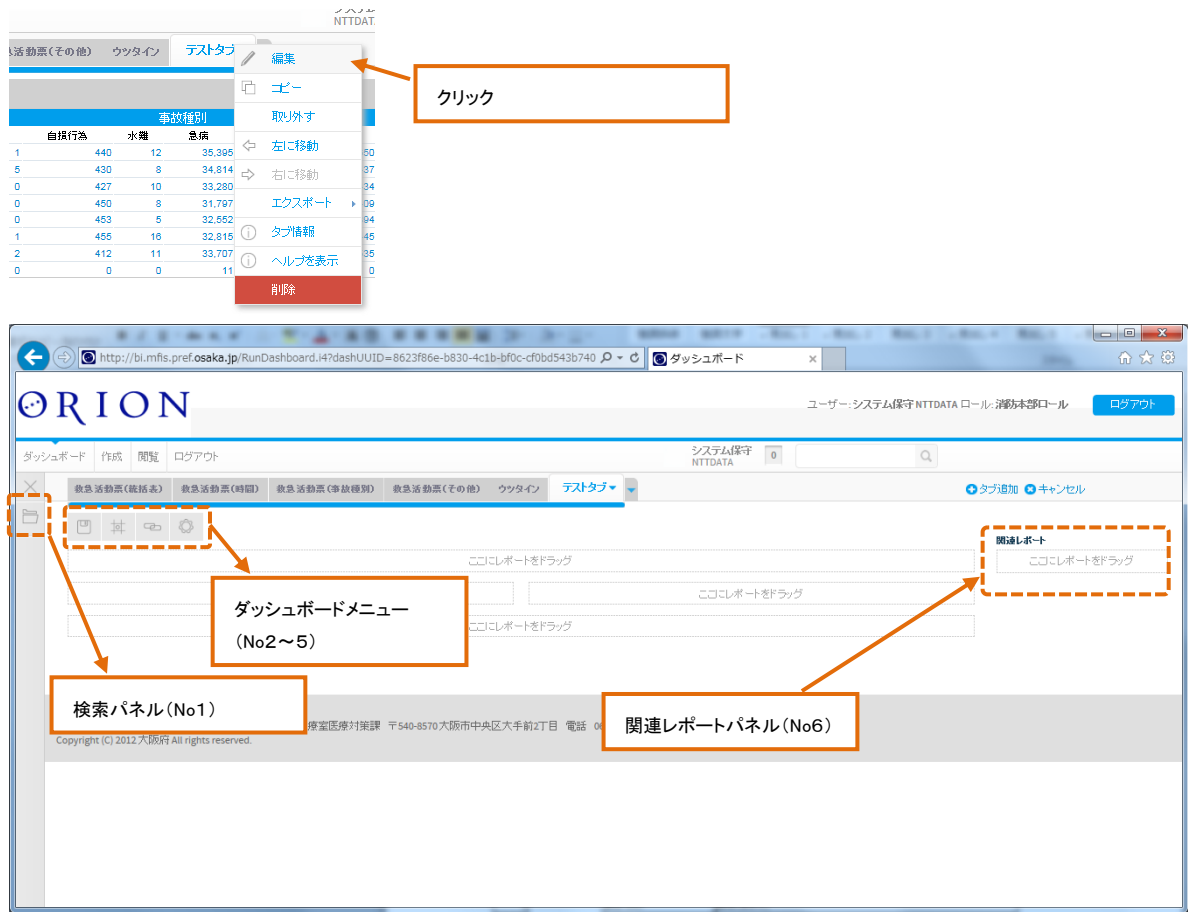 NTTDAT
急活動票(その他) ウツタイン テストタブ
編集
クリック
コピー
取り外す
左に移動
右に移動
エクスポート
タブ情報
ヘルプを表示
削除
事故種別
自損行為 水難 急病
1 440 12 35,395 50
5 430 8 34,814 37
0 427 10 33,280 34
0 450 8 31,797 09
0 453 5 32,552 94
1 455 16 32,815 45
2 412 11 33,707 35
0 0 0 11 0
http://bi.mfis.pref.osaka.jp/RunDashboard.i4?dashUUID=8623f86e-b830-4c1b-bf0c-cf0bd543b740
ダッシュボード
ORION
ユーザー:システム保守 NTTDATA ロール:消防本部ロール ログアウト
ダッシュボード 作成 閲覧 ログアウト
システム保守
NTTDATA
0
救急活動票(統括表) 救急活動票(時間) 救急活動票(事故種別) 救急活動票(その他) ウツタイン テストタブ
タブ追加 キャンセル
関連レポート
ここにレポートをドラッグ
ここにレポートをドラッグ
ここにレポートをドラッグ
ここにレポートをドラッグ
ダッシュボードメニュー
(No2～5)
検索パネル(No1)
関連レポートパネル(No6)
療室医療対策課 〒540-8570 大阪市中央区大手前2丁目 電話
Copyright (C) 2012 大阪府 All rights reserved.